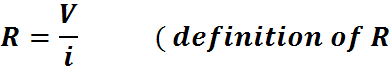 R = V/i ( definition of R